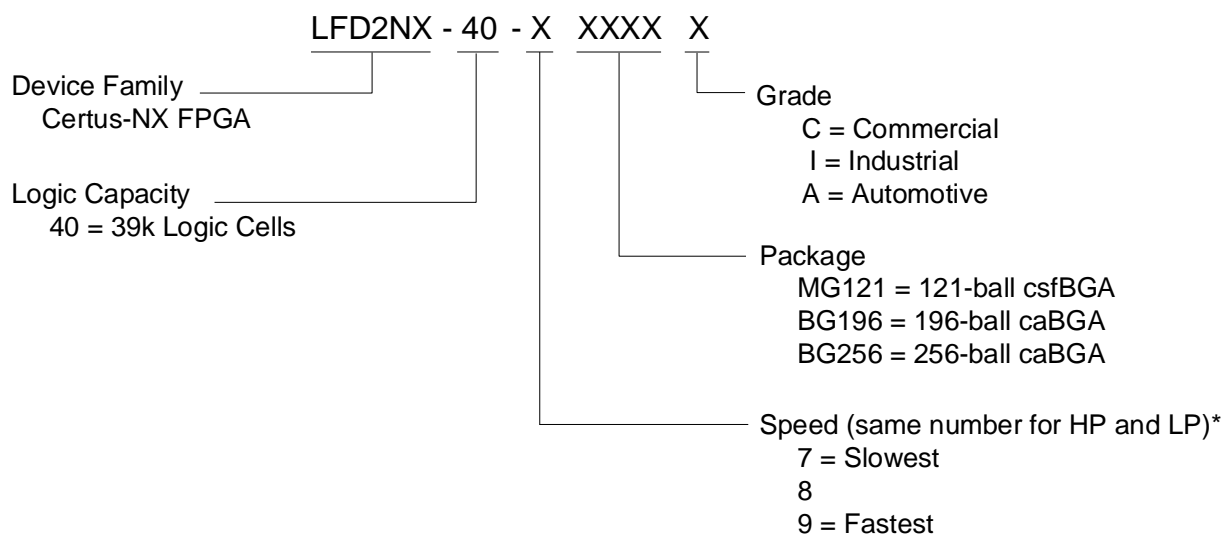 LFD2NX - 40 - X XXXX X
Device Family
Certus-NX FPGA
Logic Capacity
40 = 39k Logic Cells
Grade
C = Commercial
I = Industrial
A = Automotive
Package
MG121 = 121-ball csfBGA
BG196 = 196-ball caBGA
BG256 = 256-ball caBGA
Speed (same number for HP and LP)*
7 = Slowest
8
9 = Fastest